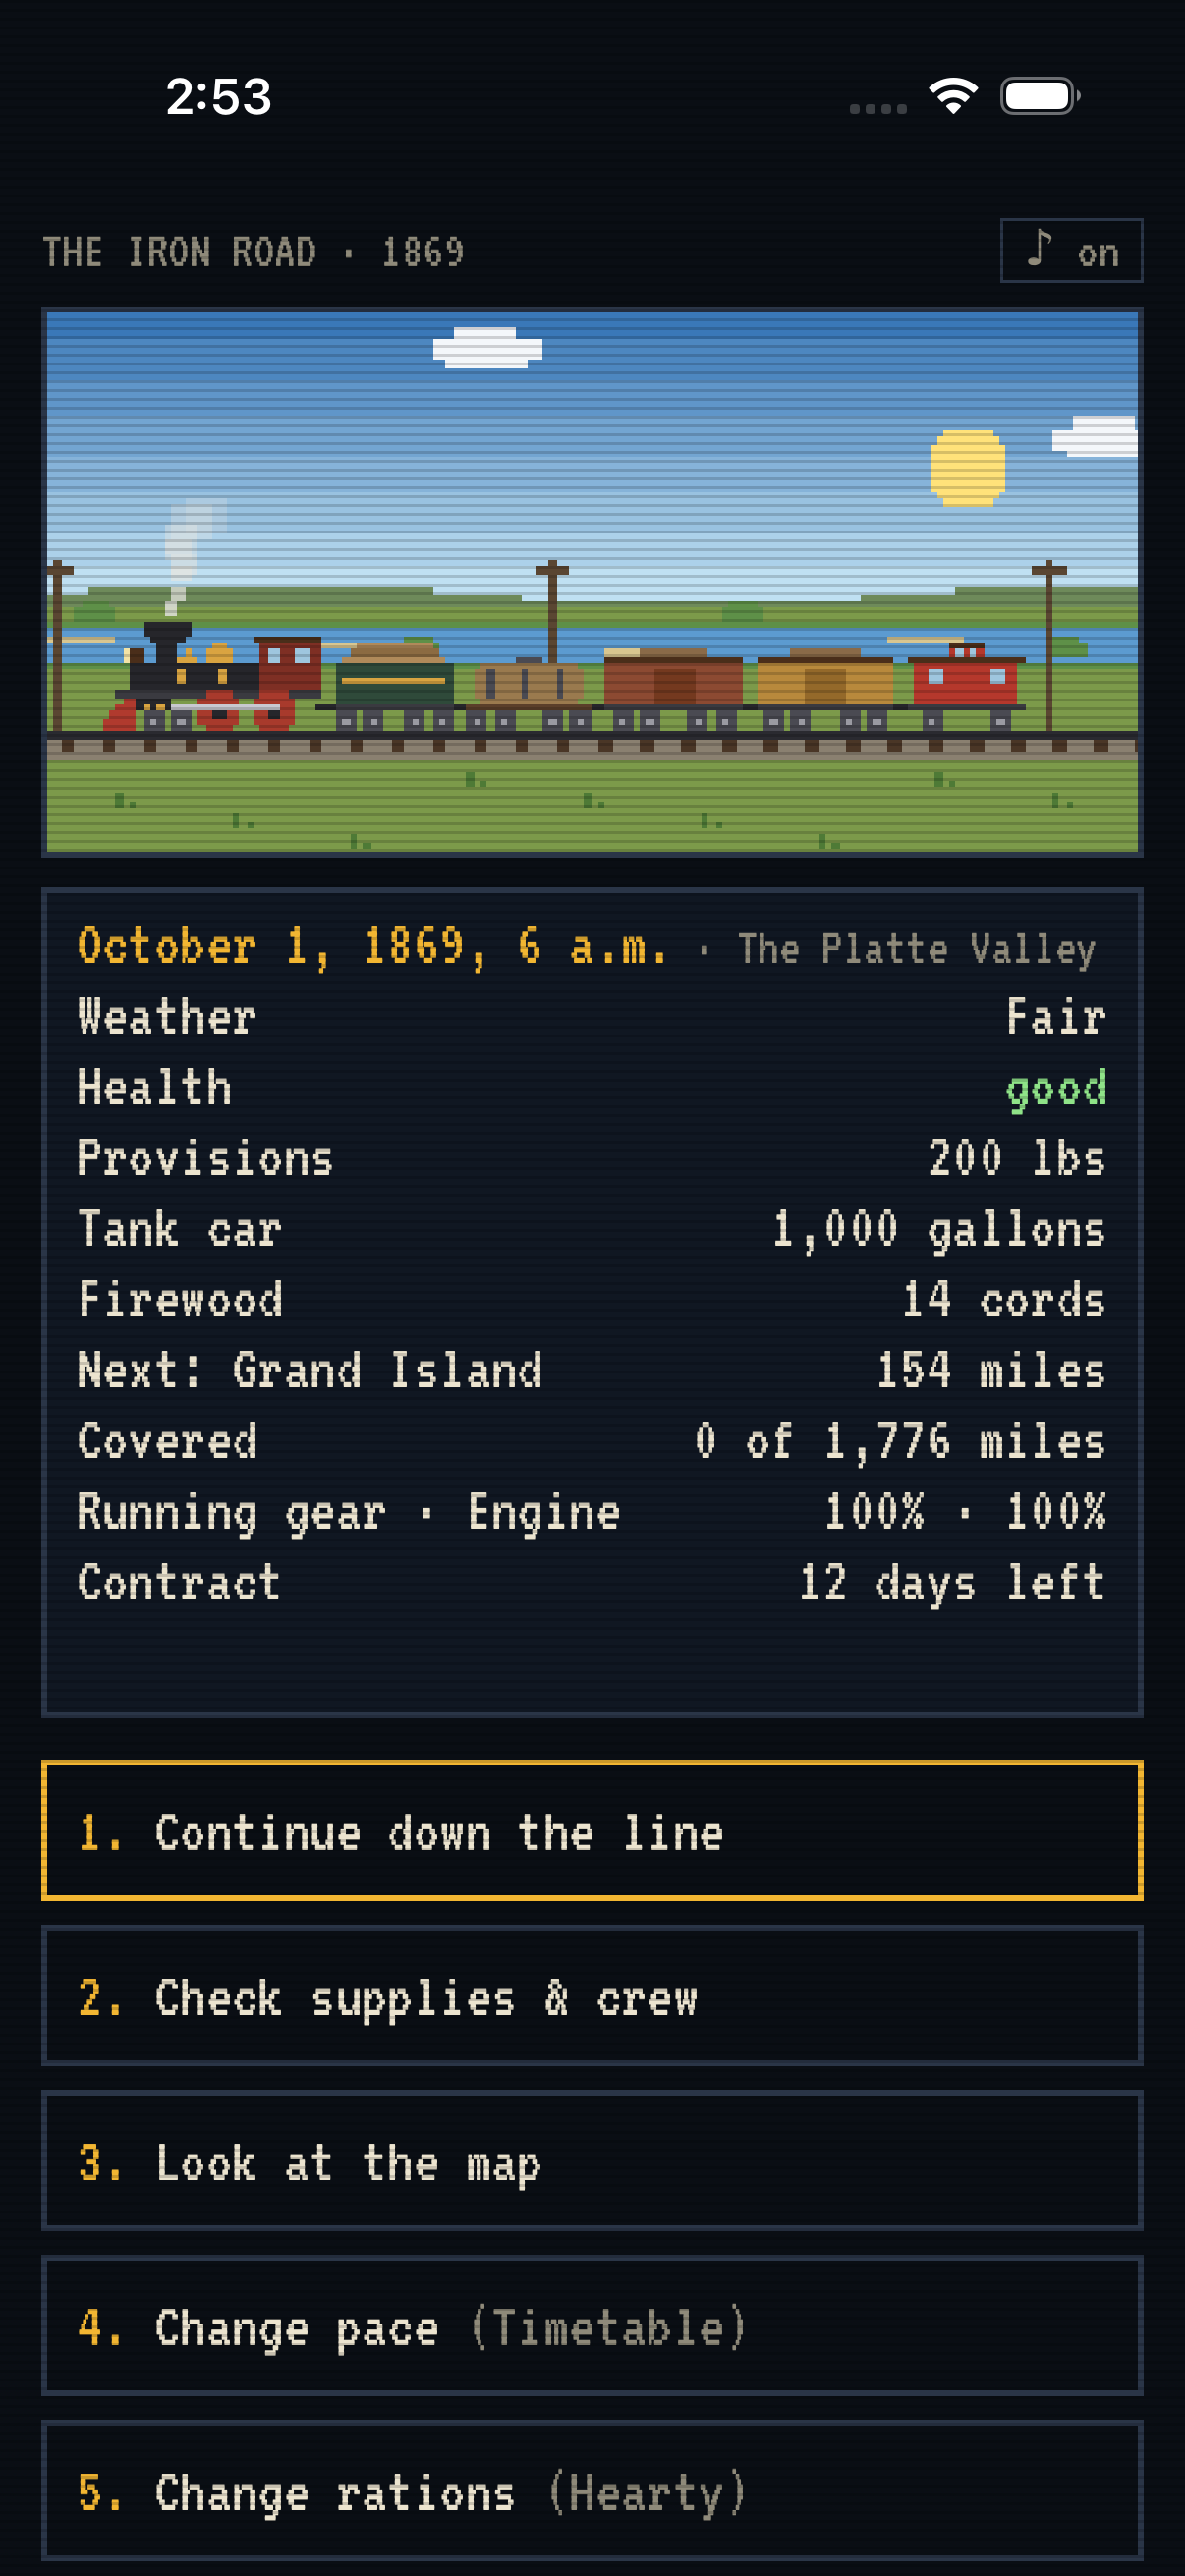 2:53
THE IRON ROAD · 1869
♪ on
October 1, 1869, 6 a.m. · The Platte Valley
Weather Fair
Health good
Provisions 200 lbs
Tank car 1,000 gallons
Firewood 14 cords
Next: Grand Island 154 miles
Covered 0 of 1,776 miles
Running gear · Engine 100% · 100%
Contract 12 days left
1. Continue down the line
2. Check supplies & crew
3. Look at the map
4. Change pace (Timetable)
5. Change rations (Hearty)